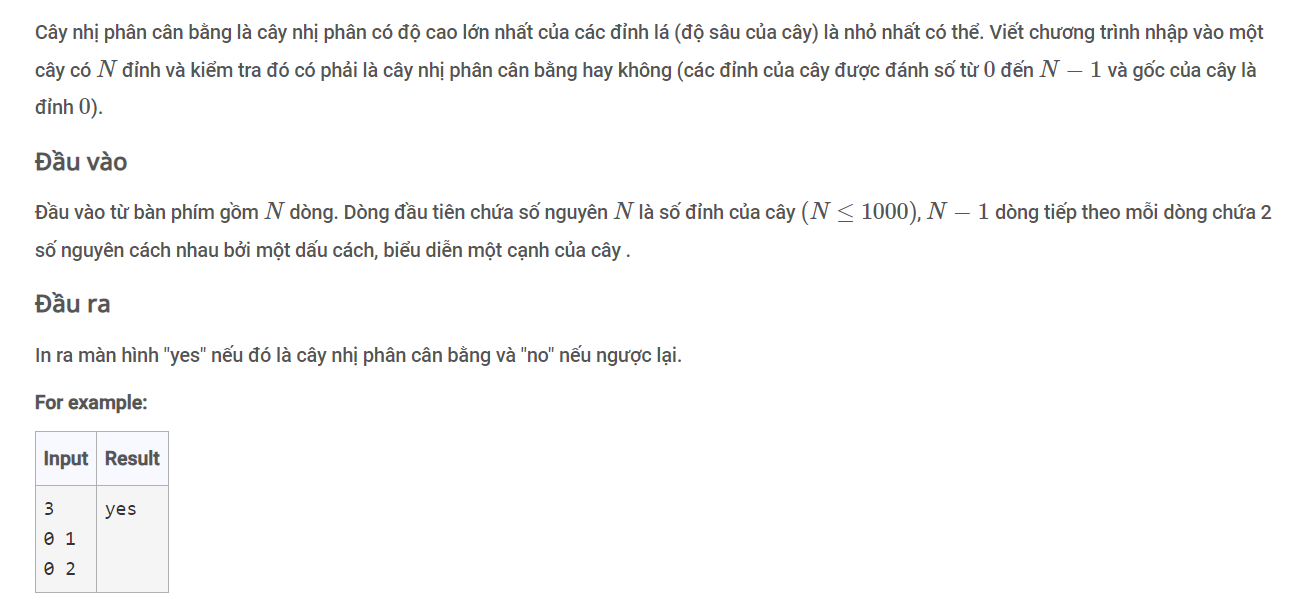 Cây nhị phân cân bằng là cây nhị phân có độ cao lớn nhất của các đỉnh lá (độ sâu của cây) là nhỏ nhất có thể. Viết chương trình nhập vào một
cây có N đỉnh và kiểm tra đó có phải là cây nhị phân cân bằng hay không (các đỉnh của cây được đánh số từ 0 đến N − 1 và gốc của cây là
đỉnh 0).
Đầu vào
Đầu vào từ bàn phím gồm N dòng. Dòng đầu tiên chứa số nguyên N là số đỉnh của cây (N ≤ 1000), N − 1 dòng tiếp theo mỗi dòng chứa 2
số nguyên cách nhau bởi một dấu cách, biểu diễn một cạnh của cây .
Đầu ra
In ra màn hình "yes" nếu đó là cây nhị phân cân bằng và "no" nếu ngược lại.
For example:
Input Result
3 yes
0 1
0 2